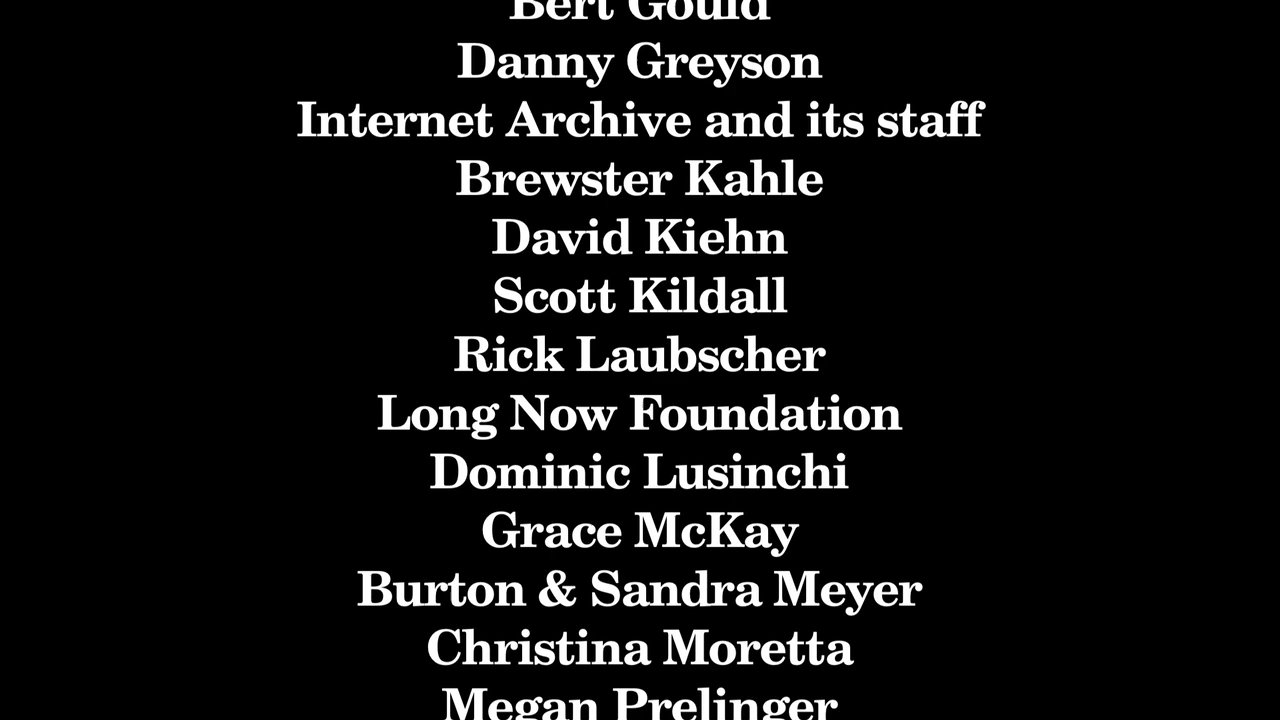 Bert Gould
Danny Greyson
Internet Archive and its staff
Brewster Kahle
David Kiehn
Scott Kildall
Rick Laubscher
Long Now Foundation
Dominic Lusinchi
Grace McKay
Burton & Sandra Meyer
Christina Moretta
Megan Prelinger